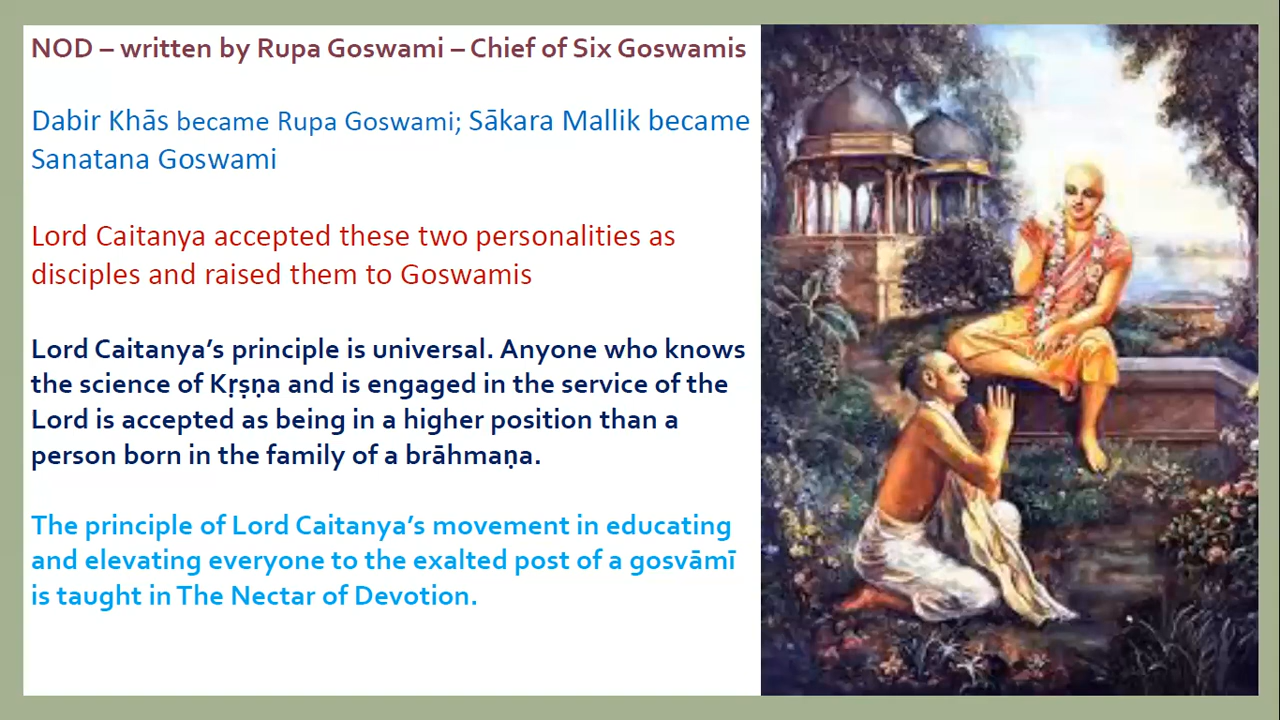 NOD – written by Rupa Goswami – Chief of Six Goswamis
Dabir Khās became Rupa Goswami; Sākara Mallik became
Sanatana Goswami
Lord Caitanya accepted these two personalities as
disciples and raised them to Goswamis
Lord Caitanya’s principle is universal. Anyone who knows
the science of Kṛṣṇa and is engaged in the service of the
Lord is accepted as being in a higher position than a
person born in the family of a brāhmaṇa.
The principle of Lord Caitanya’s movement in educating
and elevating everyone to the exalted post of a gosvāmī
is taught in The Nectar of Devotion.